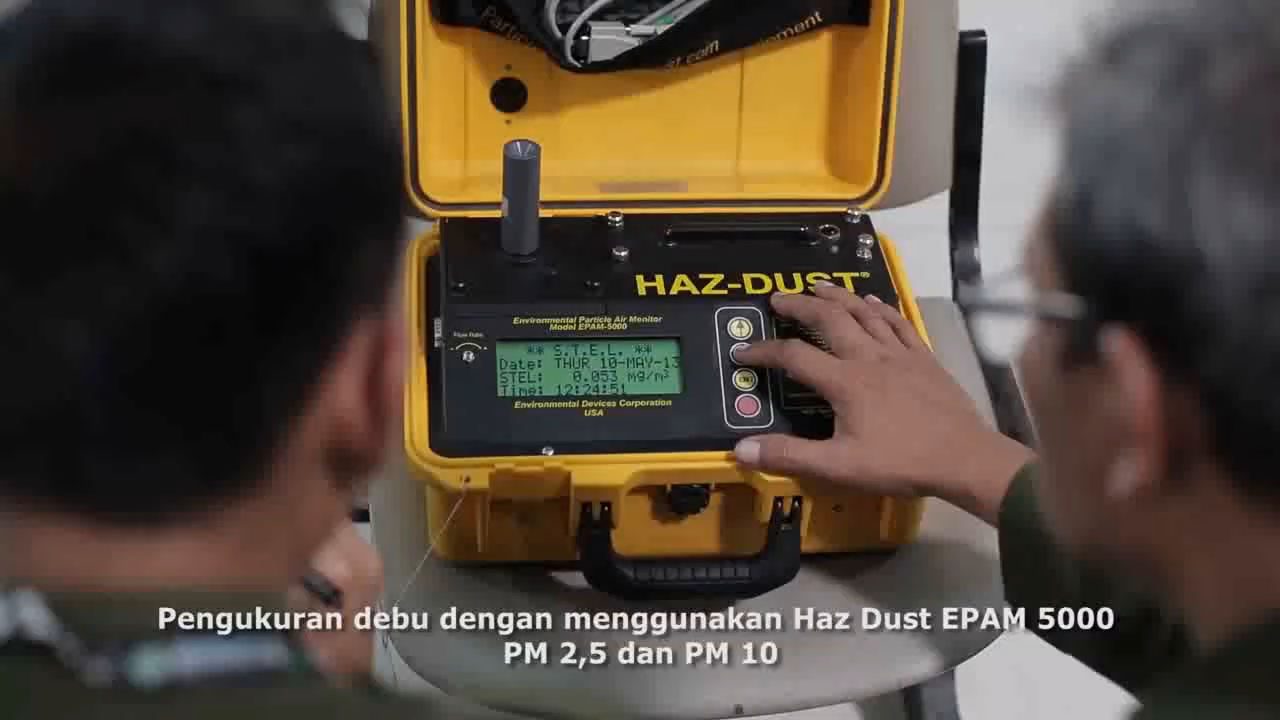 HAZ-DUST®
Environmental Particle Air Monitor
Model EPAM-5000
Flow Rate
** S.T.E.L. **
Date: THUR 10-MAY-13
STEL: 0.053 mg/m³
Time: 12:24:51
Environmental Devices Corporation
USA
Pengukuran debu dengan menggunakan Haz Dust EPAM 5000
PM 2,5 dan PM 10